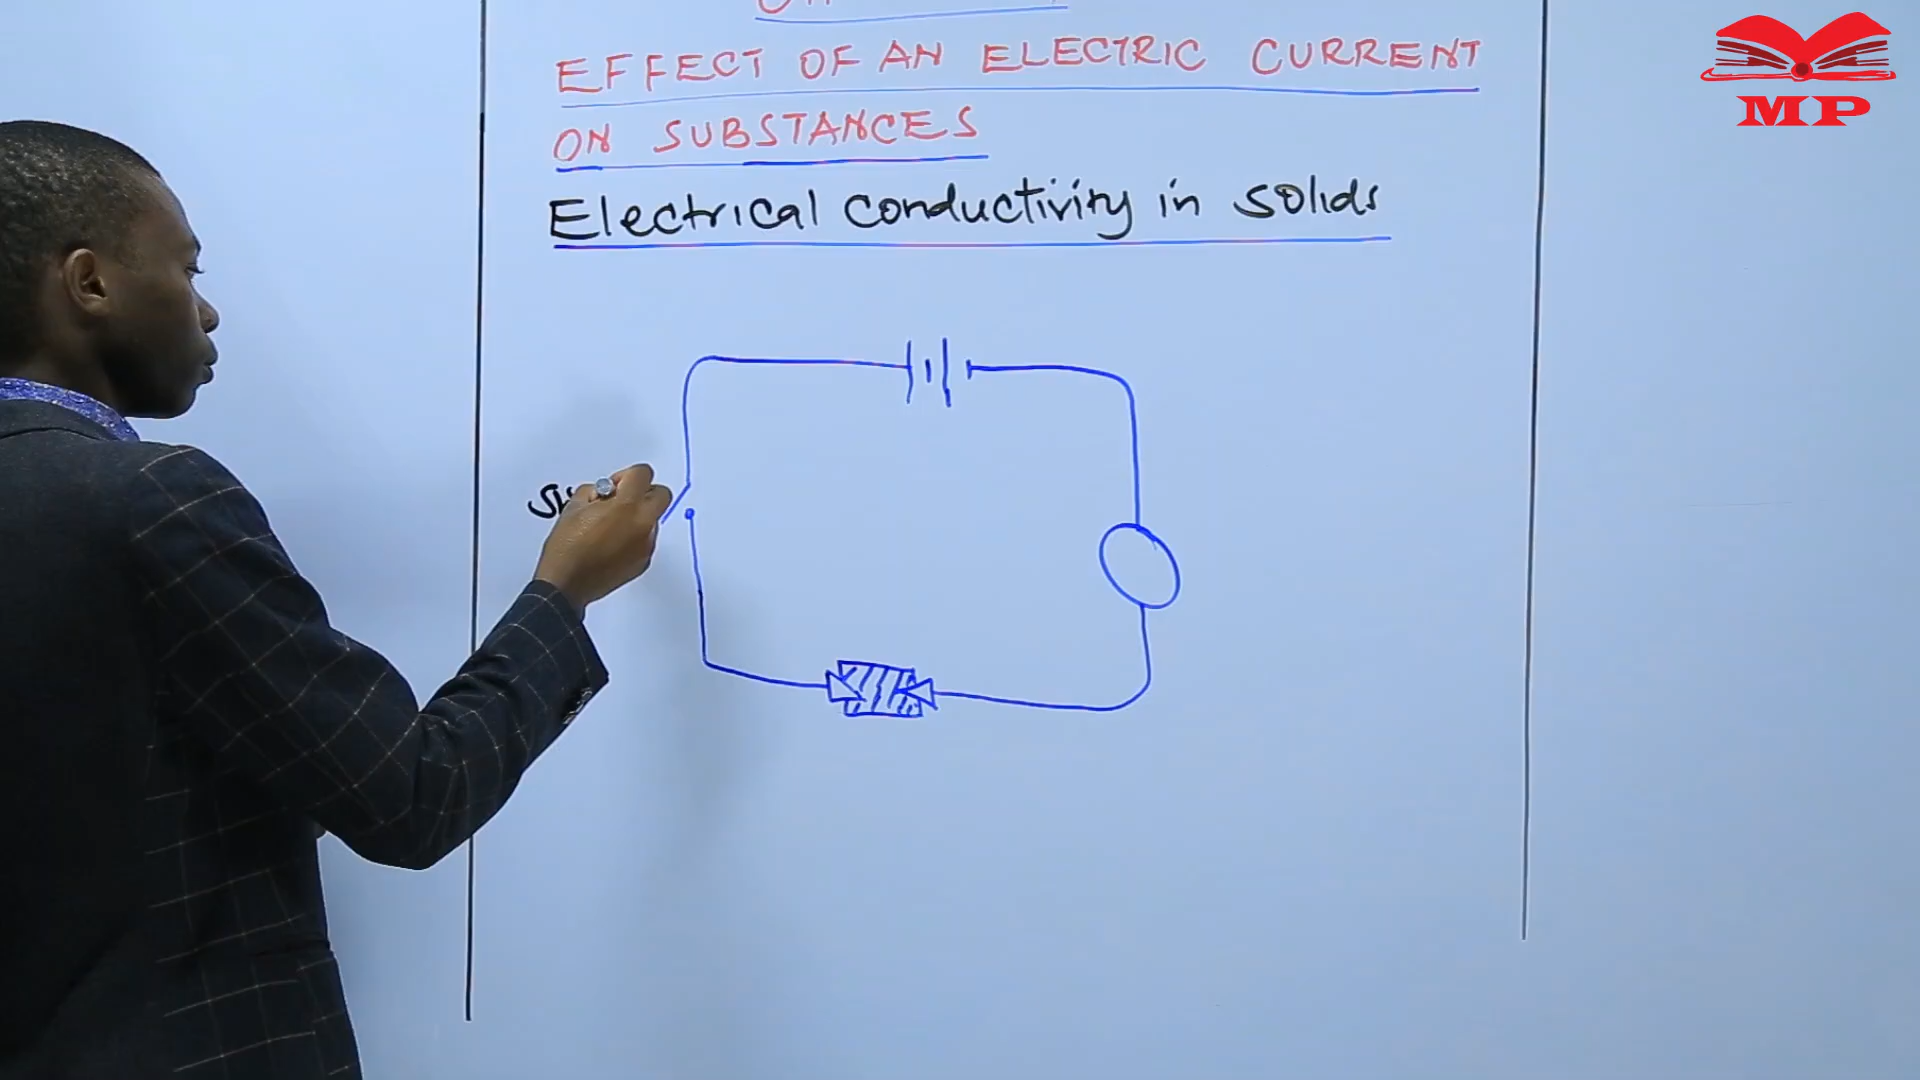 EFFECT OF AN ELECTRIC CURRENT
ON SUBSTANCES
Electrical conductivity in solids
MP